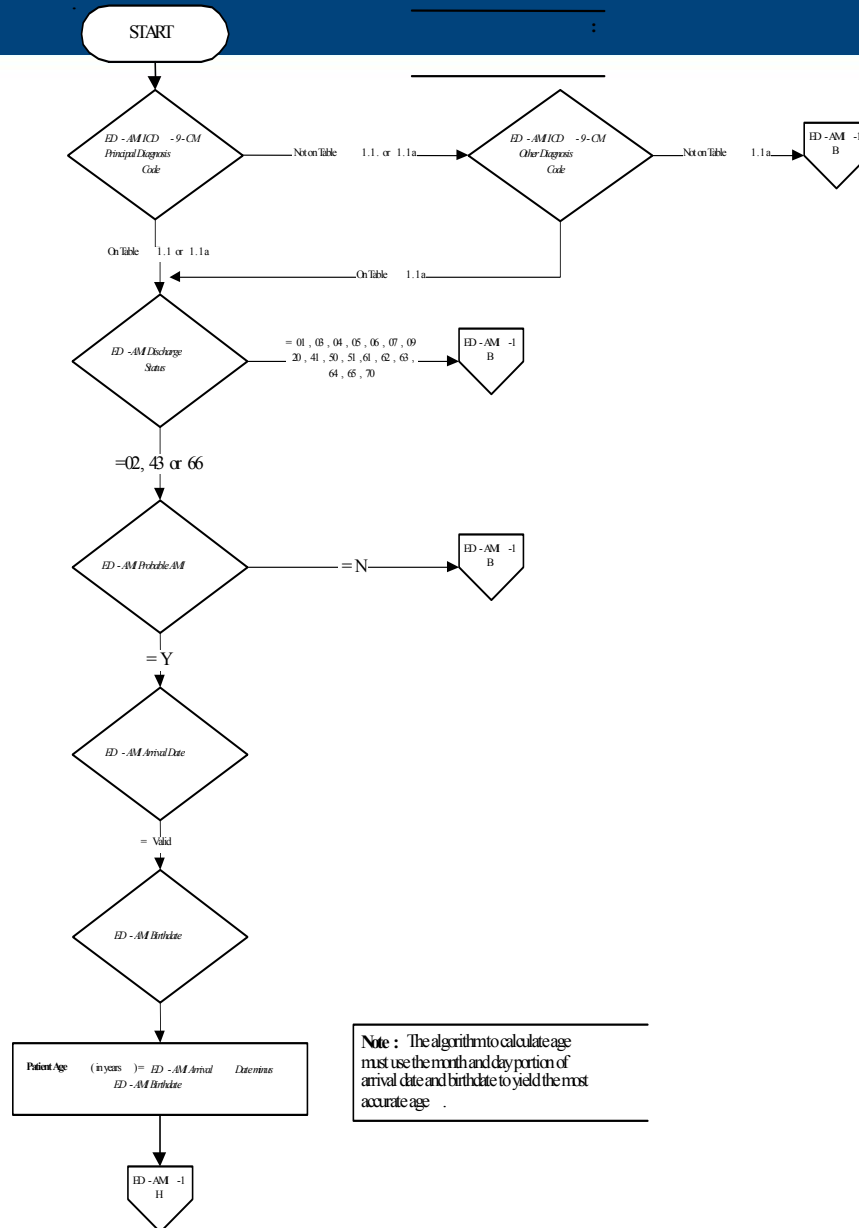 START
:
ED - AMI ICD - 9 - CM
Principal Diagnosis
Code
Not on Table 1.1. or 1.1a
ED - AMI ICD - 9 - CM
Other Diagnosis
Code
Not on Table 1.1a
ED - AMI -1
B
On Table 1.1 or 1.1a
On Table 1.1a
ED - AMI Discharge
Status
= 01 , 03 , 04 , 05 , 06 , 07 , 09
20 , 41 , 50 , 51 , 61 , 62 , 63 ,
64 , 65 , 70
ED - AMI -1
B
=02, 43 or 66
ED - AMI Probable AMI
= N
ED - AMI -1
B
= Y
ED - AMI Arrival Date
= Valid
ED - AMI Birthdate
Patient Age ( in years ) = ED - AMI Arrival Date minus
ED - AMI Birthdate
Note : The algorithm to calculate age
must use the month and day portion of
arrival date and birthdate to yield the most
accurate age .
ED - AMI -1
H